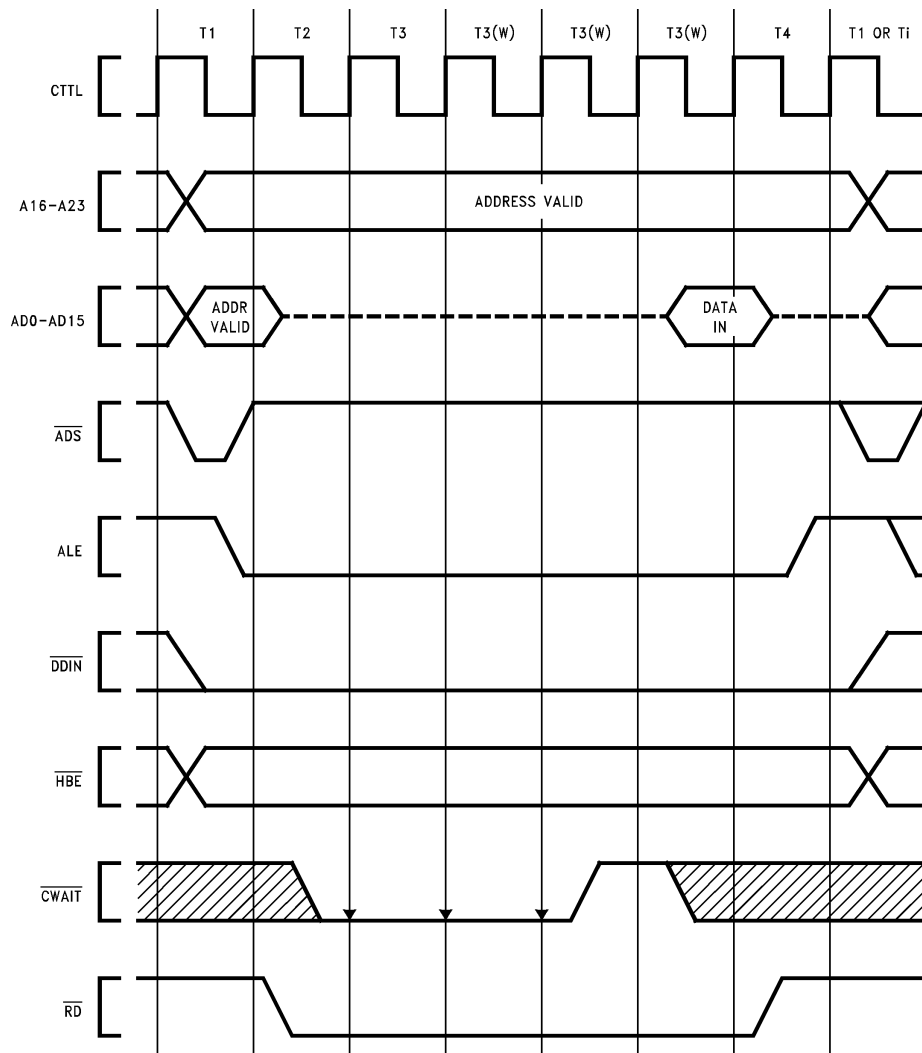 T1 T2 T3 T3(W) T3(W) T3(W) T4 T1 OR Ti
CTTL
A16-A23
ADDRESS VALID
AD0-AD15
ADDR
VALID
DATA
IN
ADS
ALE
DDIN
HBE
CWAIT
RD